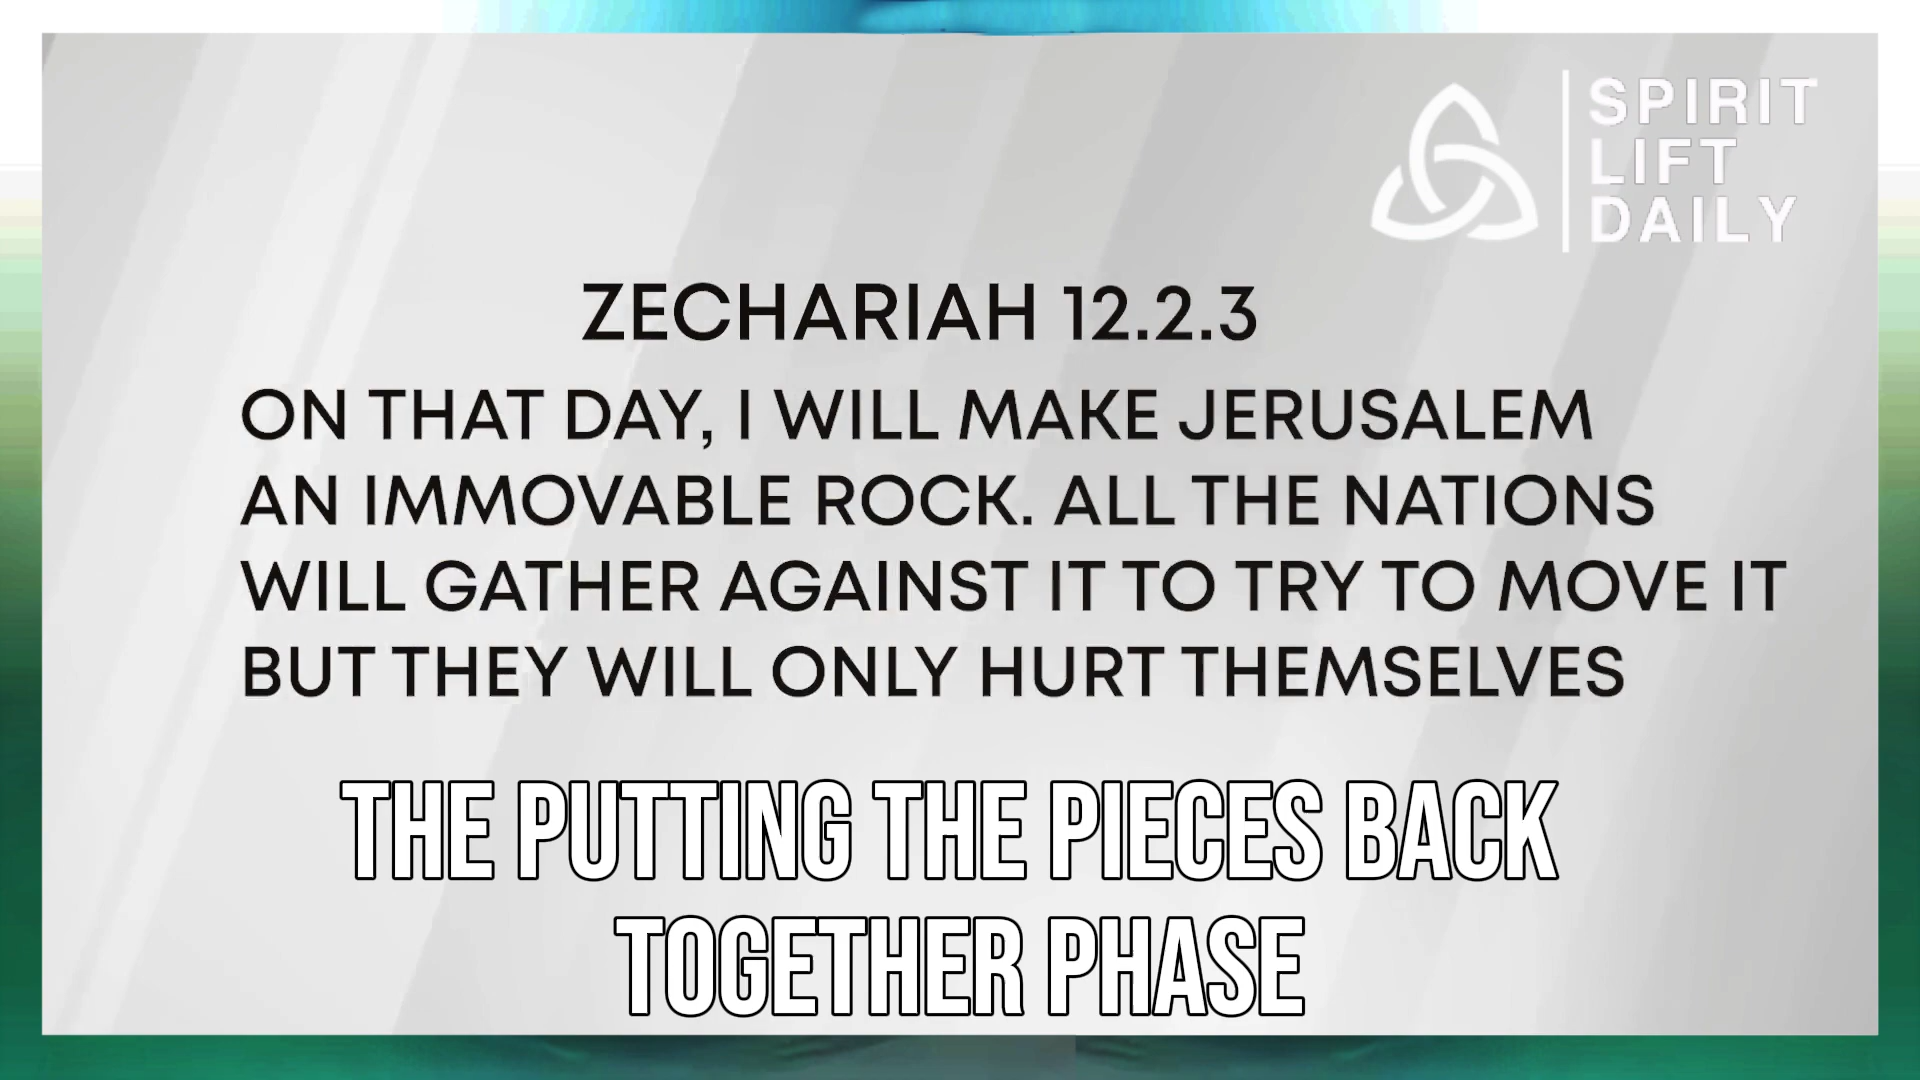 SPIRIT
LIFT
DAILY
ZECHARIAH 12.2.3
ON THAT DAY, I WILL MAKE JERUSALEM
AN IMMOVABLE ROCK. ALL THE NATIONS
WILL GATHER AGAINST IT TO TRY TO MOVE IT
BUT THEY WILL ONLY HURT THEMSELVES
THE PUTTING THE PIECES BACK
TOGETHER PHASE